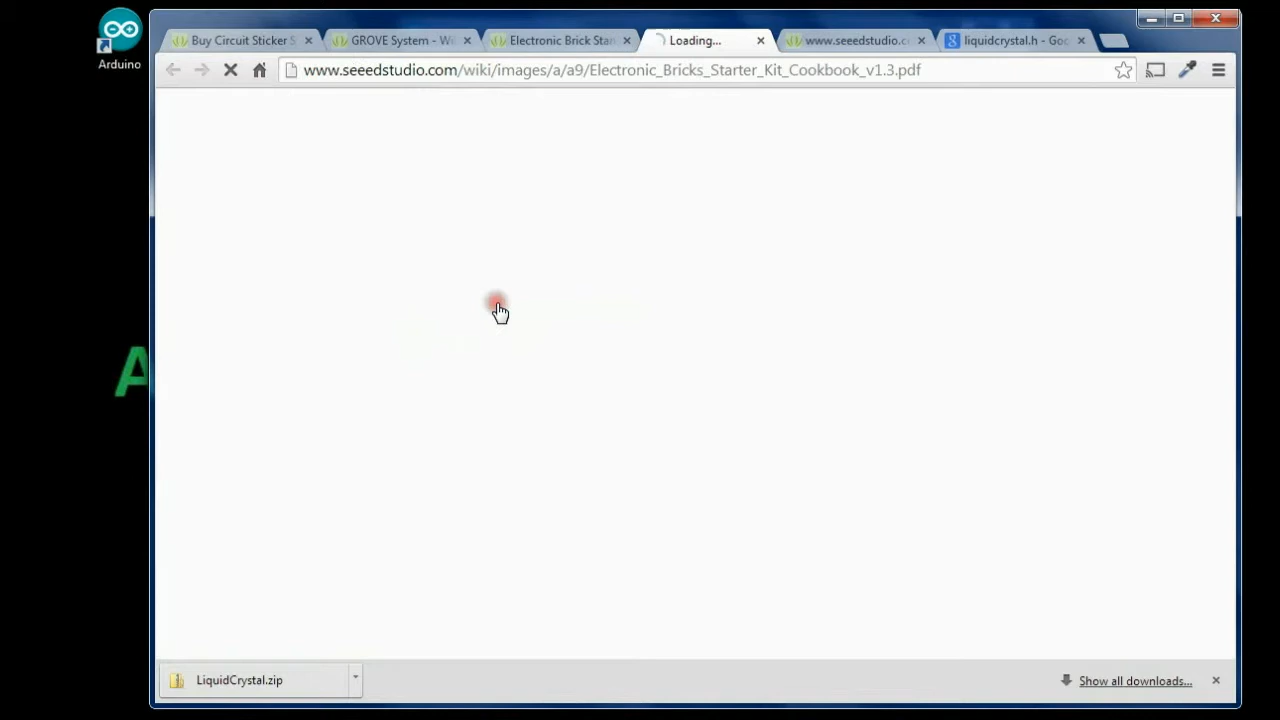 Buy Circuit Sticker S
GROVE System - Wi
Electronic Brick Star
Loading...
www.seeedstudio.co
liquidcrystal.h - Goo
www.seeedstudio.com/wiki/images/a/a9/Electronic_Bricks_Starter_Kit_Cookbook_v1.3.pdf
Arduino
A
LiquidCrystal.zip
Show all downloads...